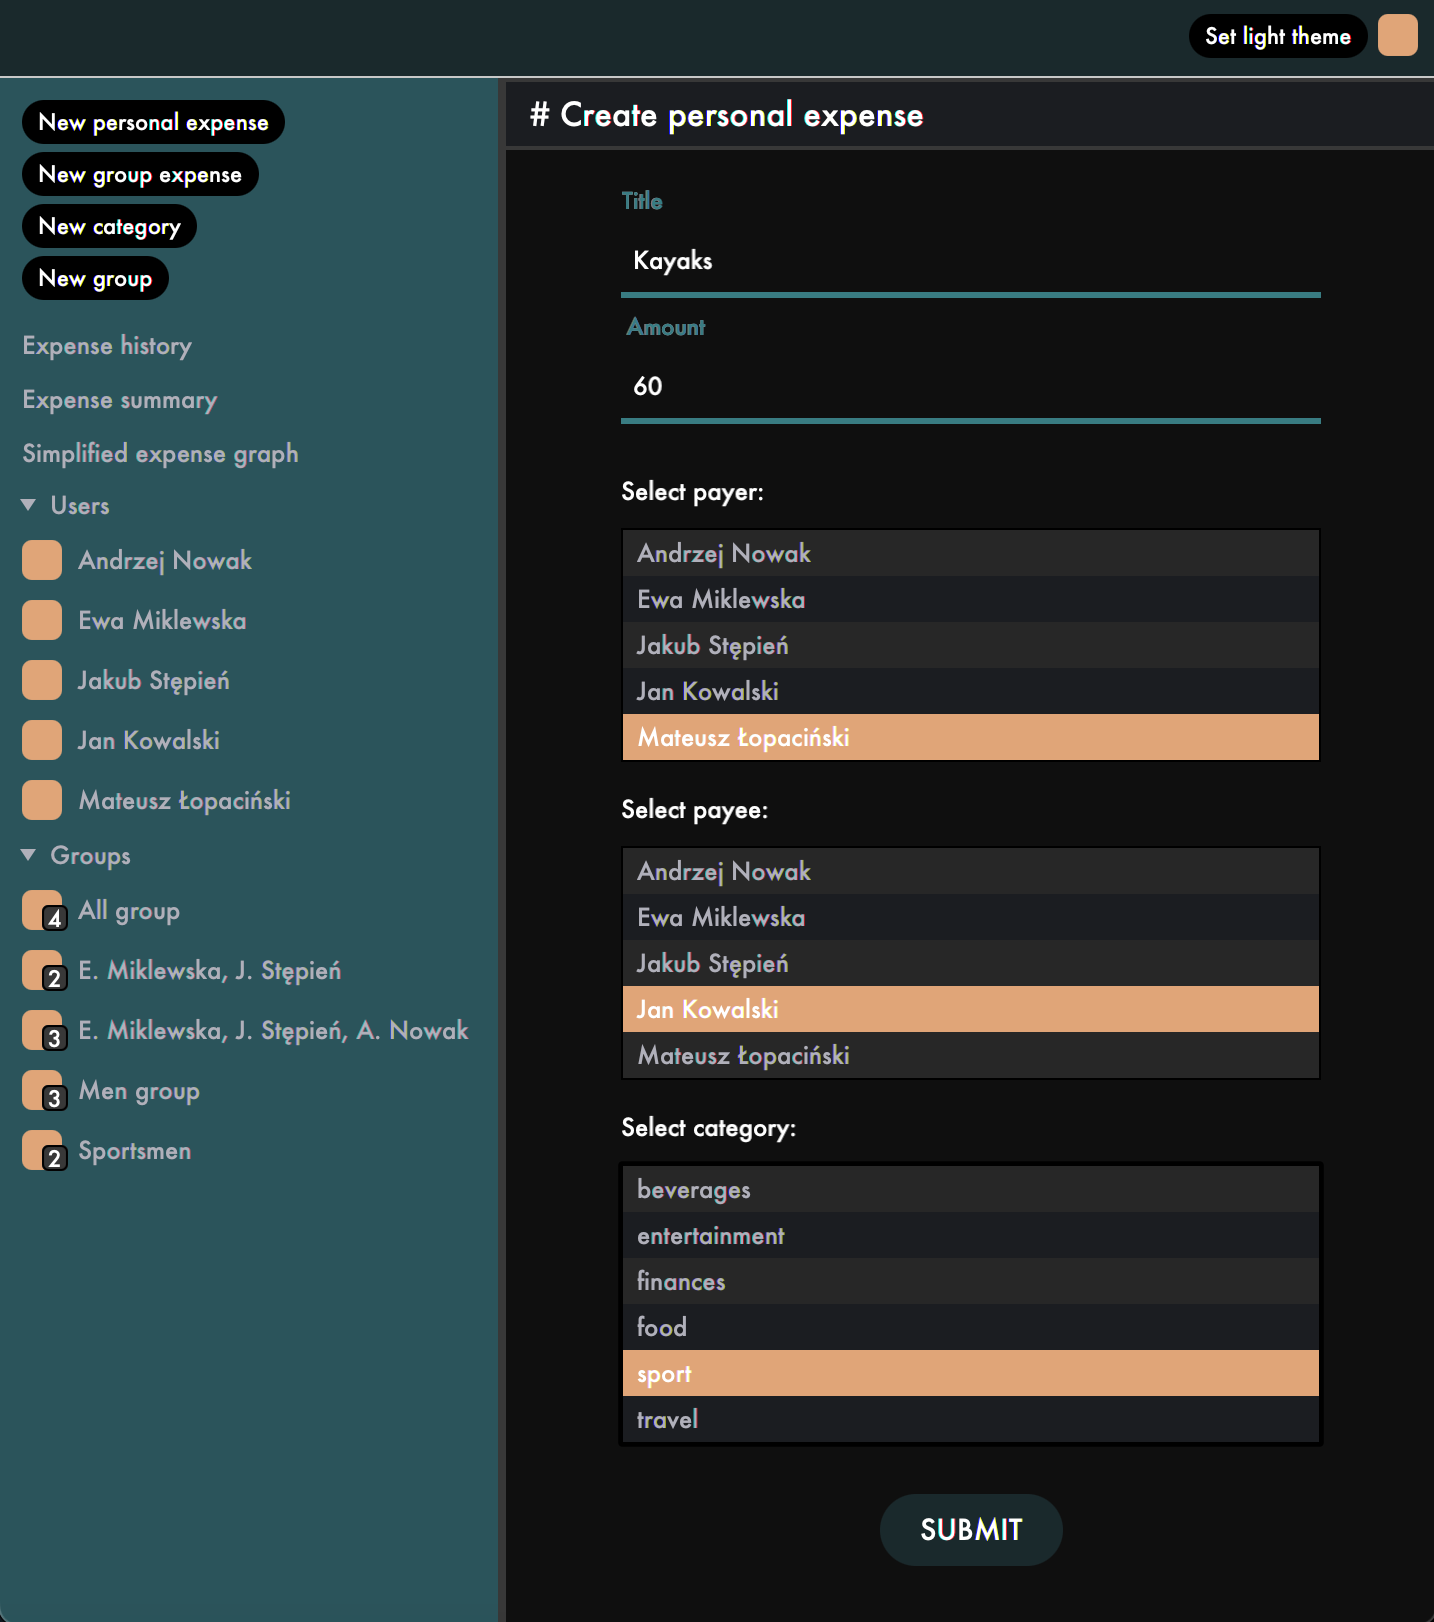 Set light theme
New personal expense
New group expense
New category
New group
Expense history
Expense summary
Simplified expense graph
Users
Andrzej Nowak
Ewa Miklewska
Jakub Stępień
Jan Kowalski
Mateusz Łopaciński
Groups
4 All group
2 E. Miklewska, J. Stępień
3 E. Miklewska, J. Stępień, A. Nowak
3 Men group
2 Sportsmen
# Create personal expense
Title
Kayaks
Amount
60
Select payer:
Andrzej Nowak
Ewa Miklewska
Jakub Stępień
Jan Kowalski
Mateusz Łopaciński
Select payee:
Andrzej Nowak
Ewa Miklewska
Jakub Stępień
Jan Kowalski
Mateusz Łopaciński
Select category:
beverages
entertainment
finances
food
sport
travel
SUBMIT